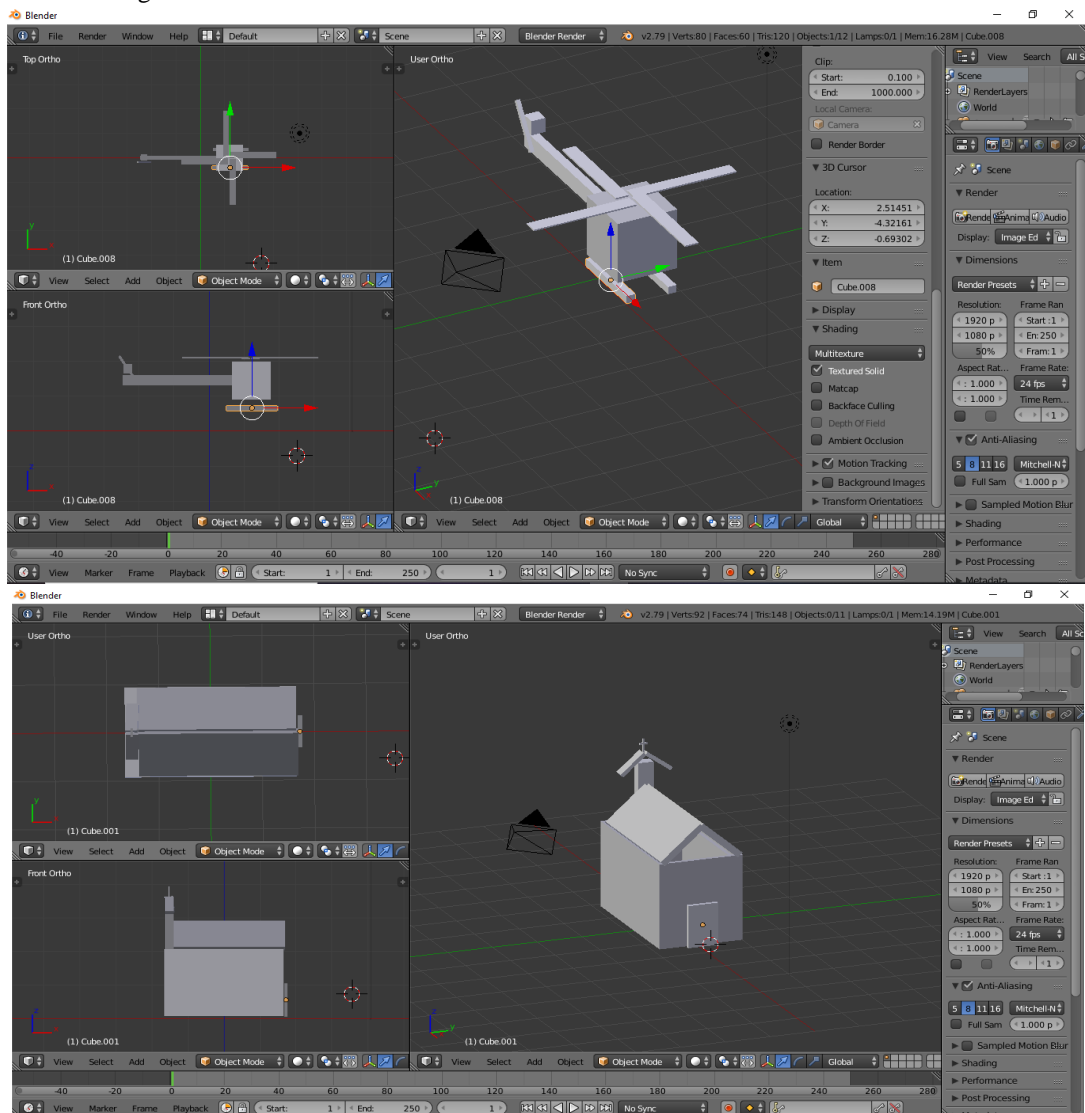 Blender
File Render Window Help Default Scene Blender Render v2.79 | Verts:80 | Faces:60 | Tris:120 | Objects:1/12 | Lamps:0/1 | Mem:16.28M | Cube.008
View Search All S
Top Ortho
(1) Cube.008
View Select Add Object Object Mode
Front Ortho
(1) Cube.008
View Select Add Object Object Mode
User Ortho
(1) Cube.008
View Select Add Object Object Mode Global
Clip:
Start: 0.100
End: 1000.000
Local Camera:
Camera
Render Border
3D Cursor
Location:
X: 2.51451
Y: -4.32161
Z: -0.69302
Item
Cube.008
Display
Shading
Multitexture
Textured Solid
Matcap
Backface Culling
Depth Of Field
Ambient Occlusion
Motion Tracking
Background Images
Transform Orientations
Scene
RenderLayers
World
Scene
Render
Rende Anima Audio
Display: Image Ed
Dimensions
Render Presets
Resolution: Frame Ran
1920 p Start :1
1080 p En: 250
50% Fram: 1
Aspect Rat... Frame Rate:
: 1.000 24 fps
: 1.000 Time Rem...
Anti-Aliasing
5 8 11 16 Mitchell-N
Full Sam 1.000 p
Sampled Motion Blur
Shading
Performance
Post Processing
Metadata
-40 -20 0 20 40 60 80 100 120 140 160 180 200 220 240 260 280
View Marker Frame Playback Start: 1 End: 250 1 No Sync
Blender
File Render Window Help Default Scene Blender Render v2.79 | Verts:92 | Faces:74 | Tris:148 | Objects:0/11 | Lamps:0/1 | Mem:14.19M | Cube.001
View Search All Sc
User Ortho
(1) Cube.001
View Select Add Object Object Mode
Front Ortho
(1) Cube.001
View Select Add Object Object Mode
User Ortho
(1) Cube.001
View Select Add Object Object Mode Global
Scene
RenderLayers
World
Scene
Render
Rende Anima Audio
Display: Image Ed
Dimensions
Render Presets
Resolution: Frame Ran
1920 p Start :1
1080 p En: 250
50% Fram: 1
Aspect Rat... Frame Rate:
: 1.000 24 fps
: 1.000 Time Rem...
Anti-Aliasing
5 8 11 16 Mitchell-N
Full Sam 1.000 p
Sampled Motion Blur
Shading
Performance
Post Processing
-40 -20 0 20 40 60 80 100 120 140 160 180 200 220 240 260 280
View Marker Frame Playback Start: 1 End: 250 1 No Sync